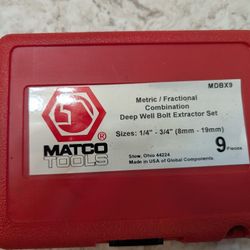 MDBX9
Metric / Fractional
Combination
Deep Well Bolt Extractor Set
Sizes: 1/4" - 3/4" (8mm - 19mm)
9 Pieces
MATCO®
TOOLS
Stow, Ohio 44224
Made in USA of Global Components